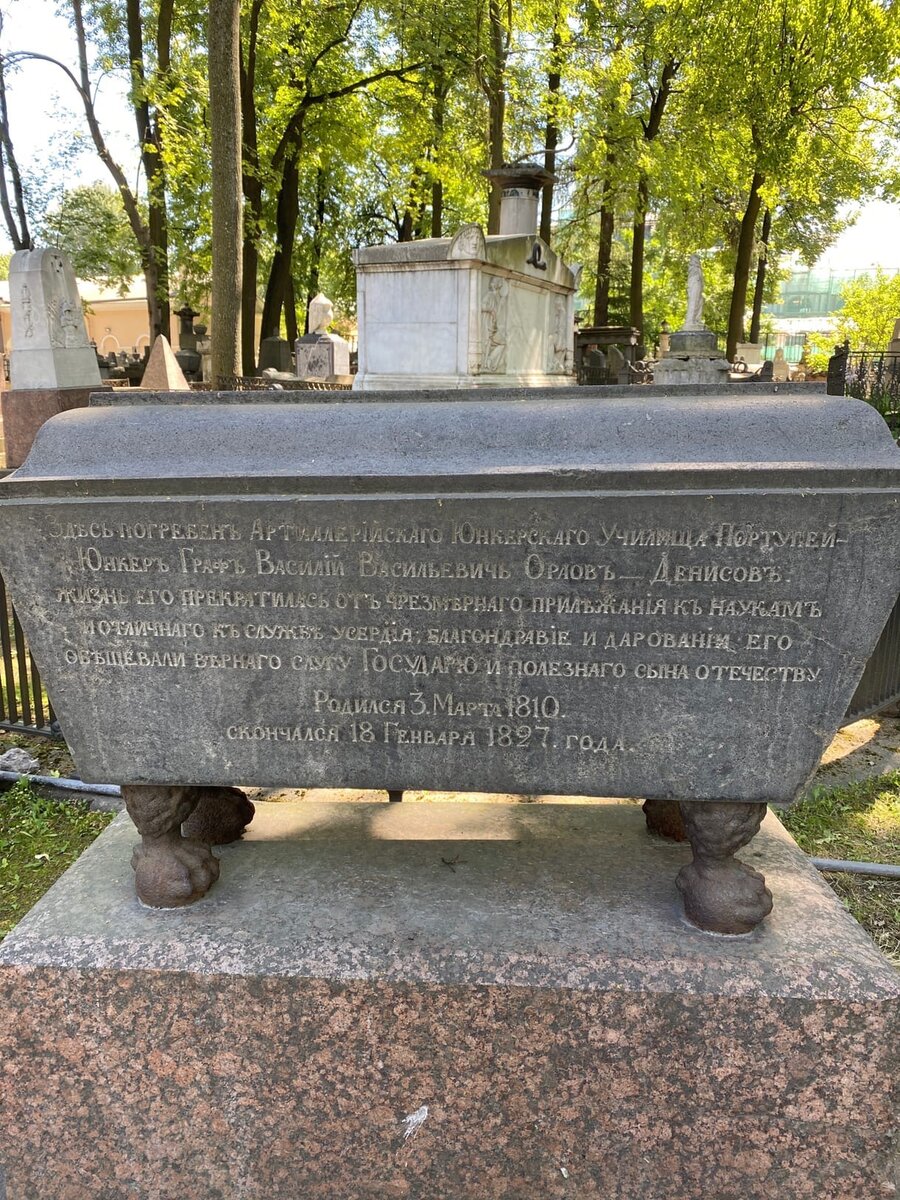 Здѣсь погребенъ Артиллерійскаго Юнкерскаго Училища Портупей-
Юнкеръ Графъ Василій Васильевичь Орловъ — Денисовъ.
жизнь его прекратилась отъ чрезмѣрнаго прилѣжанія къ наукамъ
и отличнаго къ службѣ усердія; благондравіе и дарованіи его
обѣщевали вѣрнаго слугу Государю и полезнаго сына отечеству
Родился 3. Марта 1810.
скончался 18 Генваря 1827. года.